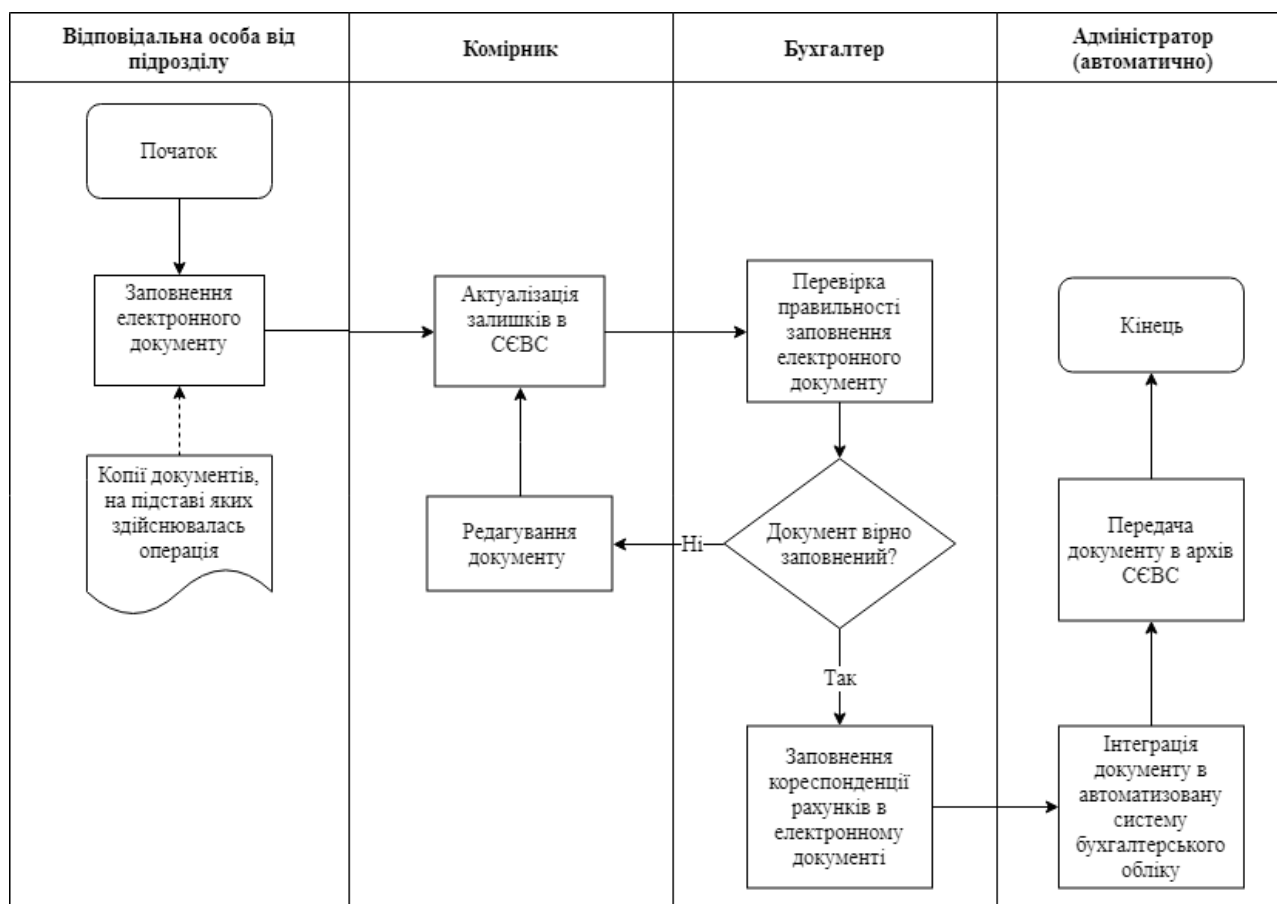 Відповідальна особа від
підрозділу
Комірник
Бухгалтер
Адміністратор
(автоматично)
Початок
Заповнення
електронного
документу
Актуалізація
залишків в
СЄВС
Перевірка
правильності
заповнення
електронного
документу
Кінець
Копії документів,
на підставі яких
здійснювалась
операція
Редагування
документу
Ні
Документ вірно
заповнений?
Передача
документу в архів
СЄВС
Так
Заповнення
кореспонденції
рахунків в
електронному
документі
Інтеграція
документу в
автоматизовану
систему
бухгалтерського
обліку